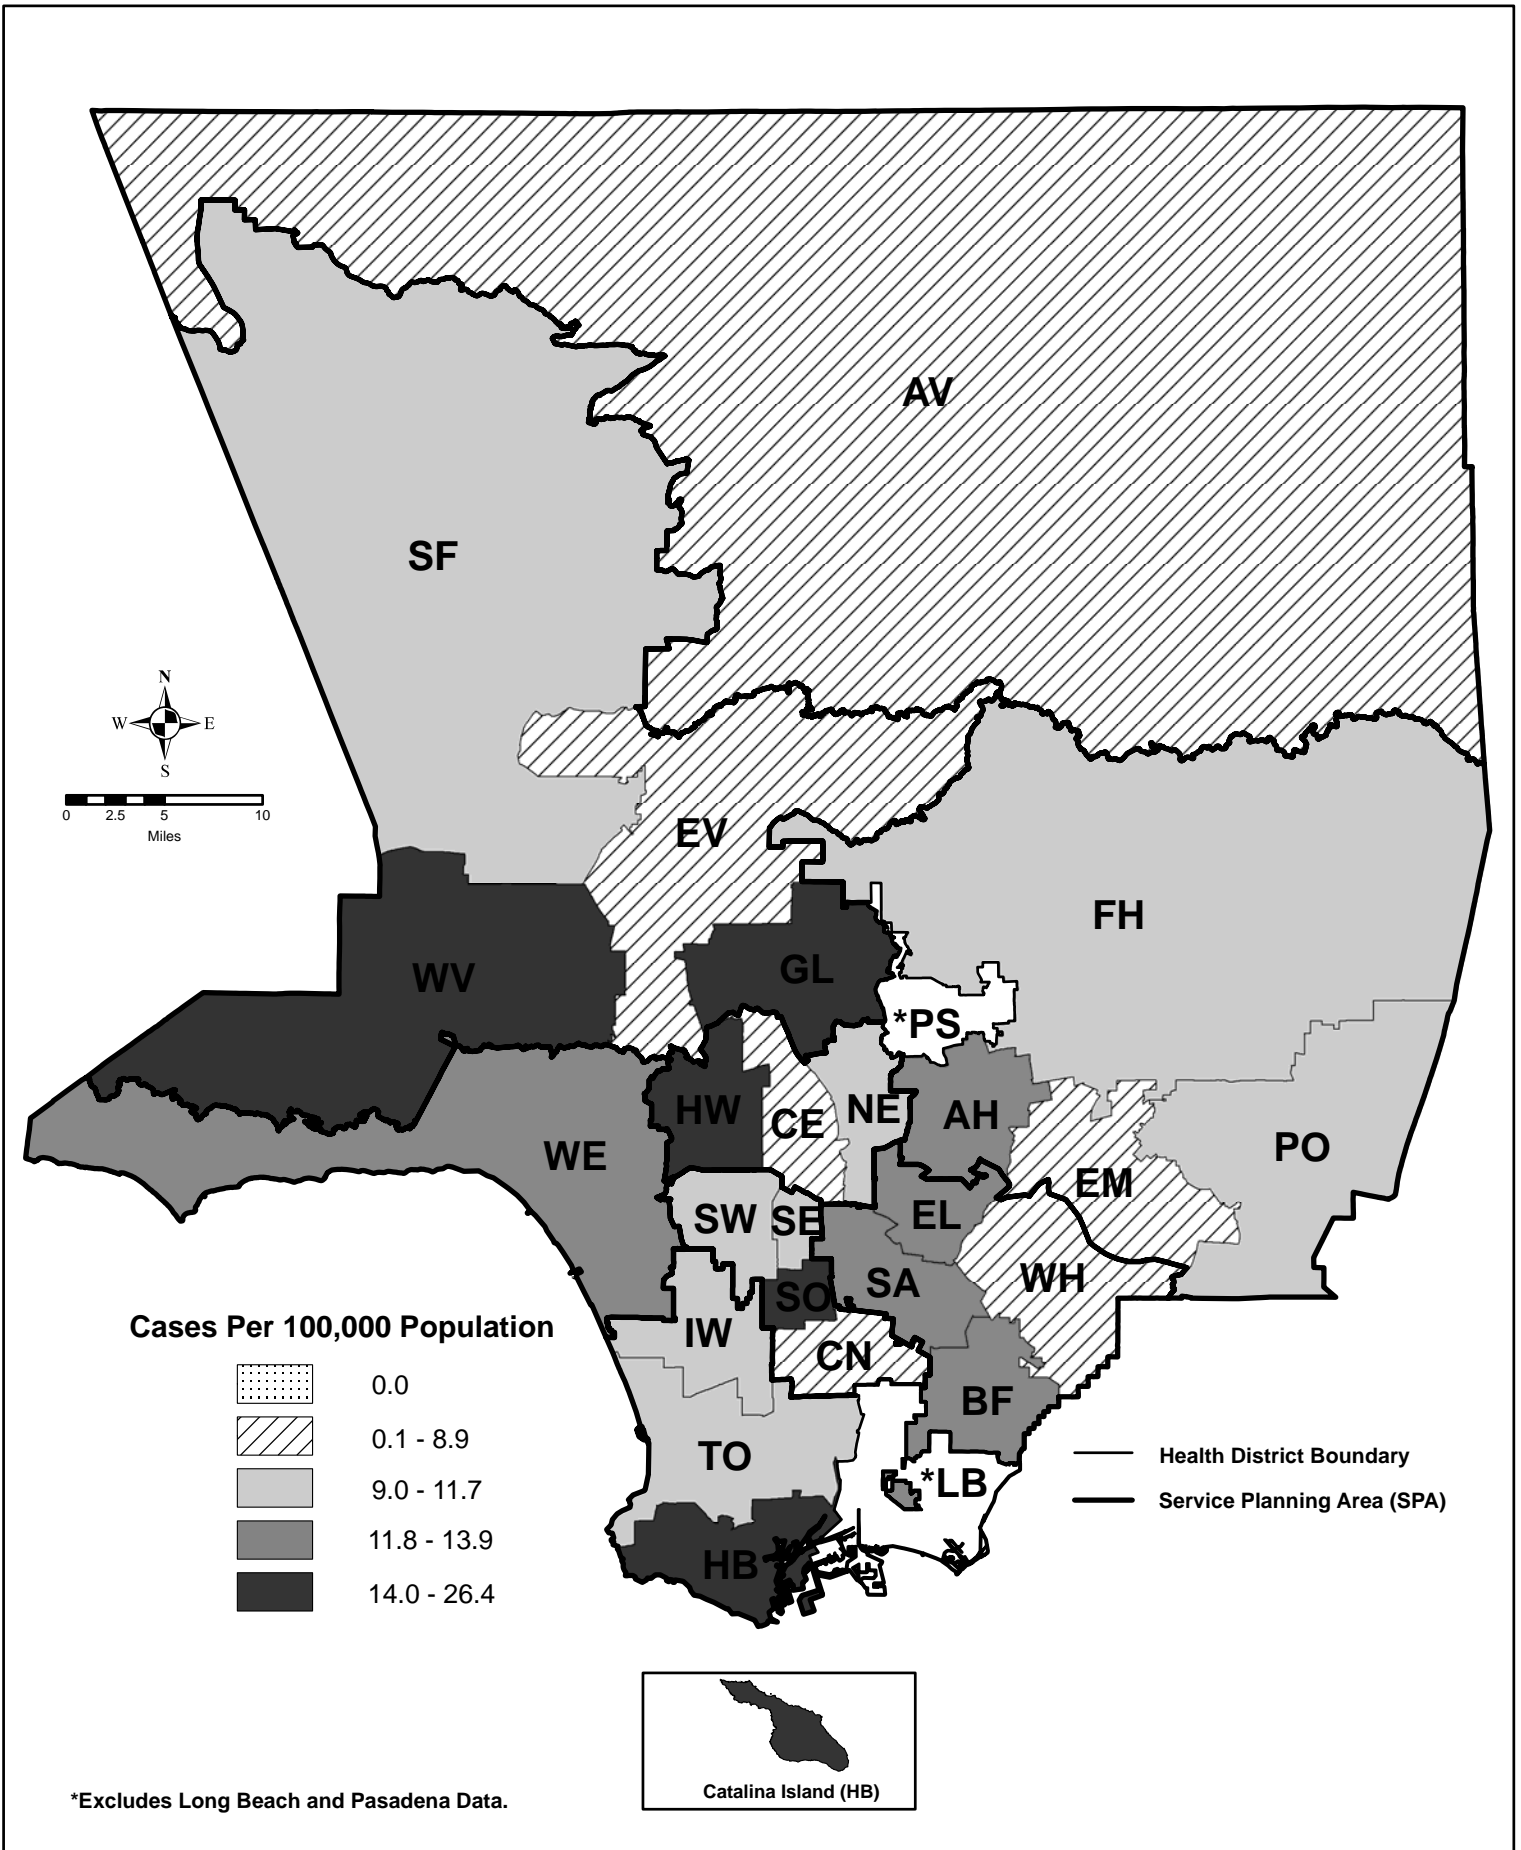 AV
SF
N
W E
S
0 2.5 5 10
Miles
EV
FH
WV
GL
*PS
HW
CE
NE
AH
WE
PO
EM
SW
SE
EL
WH
SA
SO
IW
CN
BF
TO
*LB
HB
Cases Per 100,000 Population
0.0
0.1 - 8.9
9.0 - 11.7
11.8 - 13.9
14.0 - 26.4
Health District Boundary
Service Planning Area (SPA)
Catalina Island (HB)
*Excludes Long Beach and Pasadena Data.